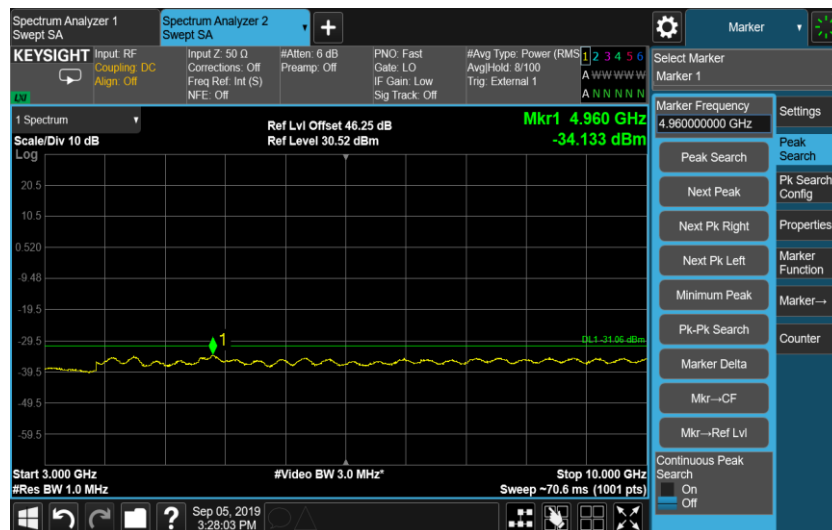 Spectrum Analyzer 1
Swept SA
Spectrum Analyzer 2
Swept SA
Marker
KEYSIGHT
LXI
Input: RF
Coupling: DC
Align: Off
Input Z: 50 Ω
Corrections: Off
Freq Ref: Int (S)
NFE: Off
#Atten: 6 dB
Preamp: Off
PNO: Fast
Gate: LO
IF Gain: Low
Sig Track: Off
#Avg Type: Power (RMS
Avg|Hold: 8/100
Trig: External 1
1 2 3 4 5 6
A W W W W W
A N N N N N
Select Marker
Marker 1
1 Spectrum
Scale/Div 10 dB
Log
Ref Lvl Offset 46.25 dB
Ref Level 30.52 dBm
Mkr1 4.960 GHz
-34.133 dBm
20.5
10.5
0.520
-9.48
-19.5
-29.5
-39.5
-49.5
-59.5
1
DL1 -31.06 dBm
Start 3.000 GHz
#Res BW 1.0 MHz
#Video BW 3.0 MHz*
Stop 10.000 GHz
Sweep ~70.6 ms (1001 pts)
Marker Frequency
4.960000000 GHz
Peak Search
Next Peak
Next Pk Right
Next Pk Left
Minimum Peak
Pk-Pk Search
Marker Delta
Mkr→CF
Mkr→Ref Lvl
Continuous Peak
Search
On
Off
Settings
Peak
Search
Pk Search
Config
Properties
Marker
Function
Marker→
Counter
?
Sep 05, 2019
3:28:03 PM